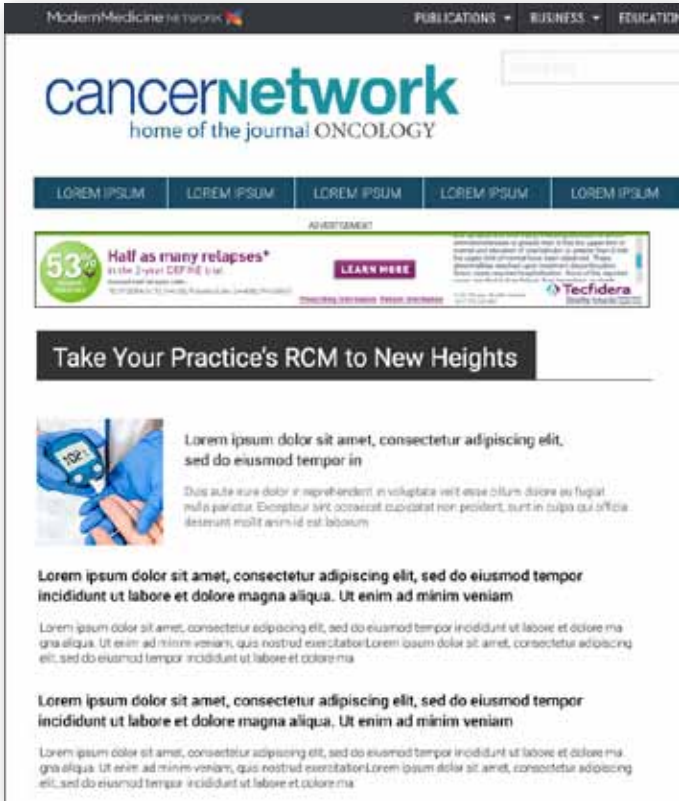 ModernMedicine NETWORK
PUBLICATIONS BUSINESS EDUCATION
cancerNetwork
home of the journal ONCOLOGY
LOREM IPSUM LOREM IPSUM LOREM IPSUM LOREM IPSUM LOREM IPSUM
ADVERTISEMENT
53%
Half as many relapses*
in the 2-year DEFINE trial
LEARN MORE
Prescribing Information Patient Information
Tecfidera
Take Your Practice's RCM to New Heights
102
Lorem ipsum dolor sit amet, consectetur adipiscing elit,
sed do eiusmod tempor in
Duis aute irure dolor in reprehenderit in voluptate velit esse cillum dolore eu fugiat
nulla pariatur. Excepteur sint occaecat cupidatat non proident, sunt in culpa qui officia
deserunt mollit anim id est laborum
Lorem ipsum dolor sit amet, consectetur adipiscing elit, sed do eiusmod tempor
incididunt ut labore et dolore magna aliqua. Ut enim ad minim veniam
Lorem ipsum dolor sit amet, consectetur adipiscing elit, sed do eiusmod tempor incididunt ut labore et dolore ma
gna aliqua. Ut enim ad minim veniam, quis nostrud exercitationLorem ipsum dolor sit amet, consectetur adipiscing
elit, sed do eiusmod tempor incididunt ut labore et dolore ma
Lorem ipsum dolor sit amet, consectetur adipiscing elit, sed do eiusmod tempor
incididunt ut labore et dolore magna aliqua. Ut enim ad minim veniam
Lorem ipsum dolor sit amet, consectetur adipiscing elit, sed do eiusmod tempor incididunt ut labore et dolore ma
gna aliqua. Ut enim ad minim veniam, quis nostrud exercitationLorem ipsum dolor sit amet, consectetur adipiscing
elit, sed do eiusmod tempor incididunt ut labore et dolore ma